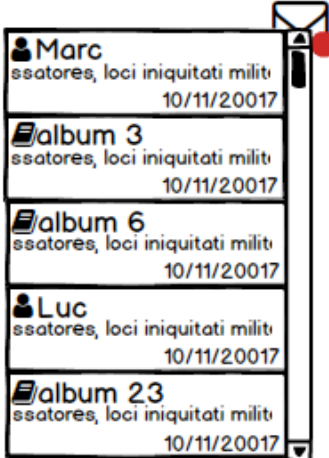 Marc
ssatores, loci iniquitati milit
10/11/20017
album 3
ssatores, loci iniquitati milit
10/11/20017
album 6
ssatores, loci iniquitati milit
10/11/20017
Luc
ssatores, loci iniquitati milit
10/11/20017
album 23
ssatores, loci iniquitati milit
10/11/20017